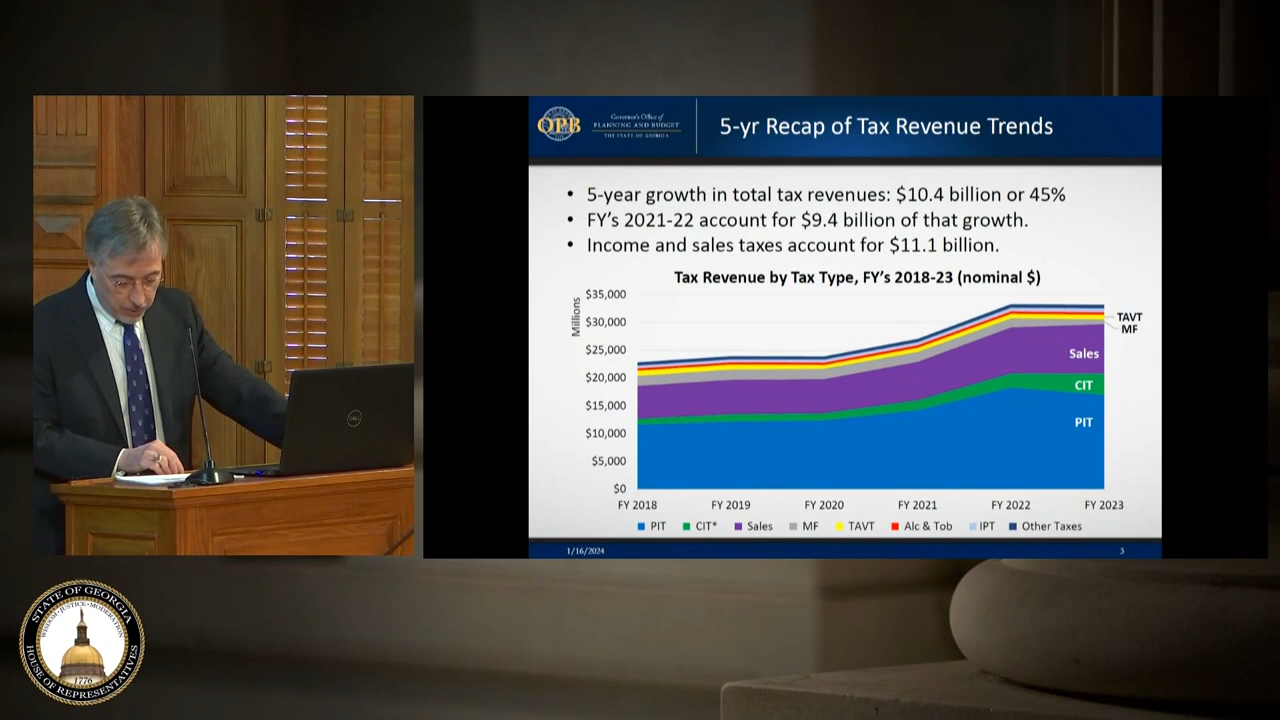 OPB
Governor's Office of
PLANNING AND BUDGET
THE STATE OF GEORGIA
5-yr Recap of Tax Revenue Trends
• 5-year growth in total tax revenues: $10.4 billion or 45%
• FY's 2021-22 account for $9.4 billion of that growth.
• Income and sales taxes account for $11.1 billion.
Tax Revenue by Tax Type, FY's 2018-23 (nominal $)
Millions
$35,000
$30,000
$25,000
$20,000
$15,000
$10,000
$5,000
$0
TAVT
MF
Sales
CIT
PIT
FY 2018 FY 2019 FY 2020 FY 2021 FY 2022 FY 2023
PIT CIT* Sales MF TAVT Alc & Tob IPT Other Taxes
1/16/2024 3
DELL
STATE OF GEORGIA
WISDOM • JUSTICE • MODERATION
1776
HOUSE OF REPRESENTATIVES